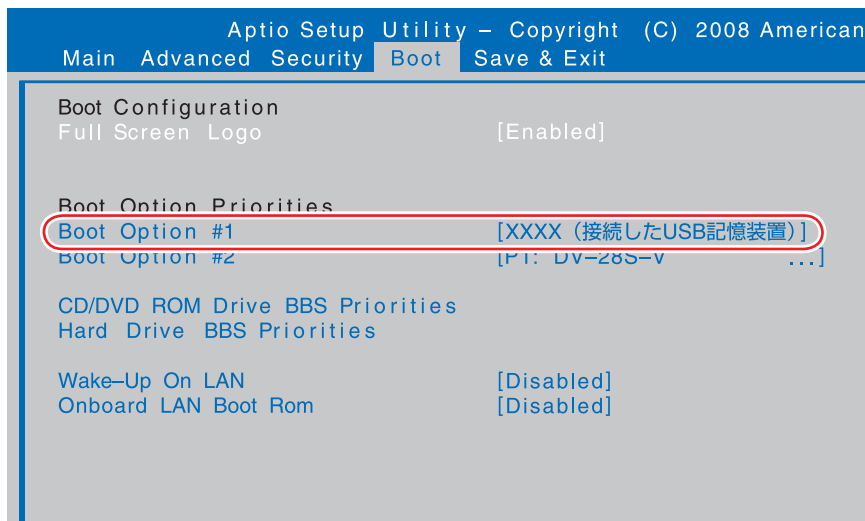 Aptio Setup Utility – Copyright (C) 2008 American
Main Advanced Security Boot Save & Exit
Boot Configuration
Full Screen Logo [Enabled]
Boot Option Priorities
Boot Option #1 [XXXX（接続したUSB記憶装置）]
Boot Option #2 [PT: DV–28S–V ...]
CD/DVD ROM Drive BBS Priorities
Hard Drive BBS Priorities
Wake–Up On LAN [Disabled]
Onboard LAN Boot Rom [Disabled]